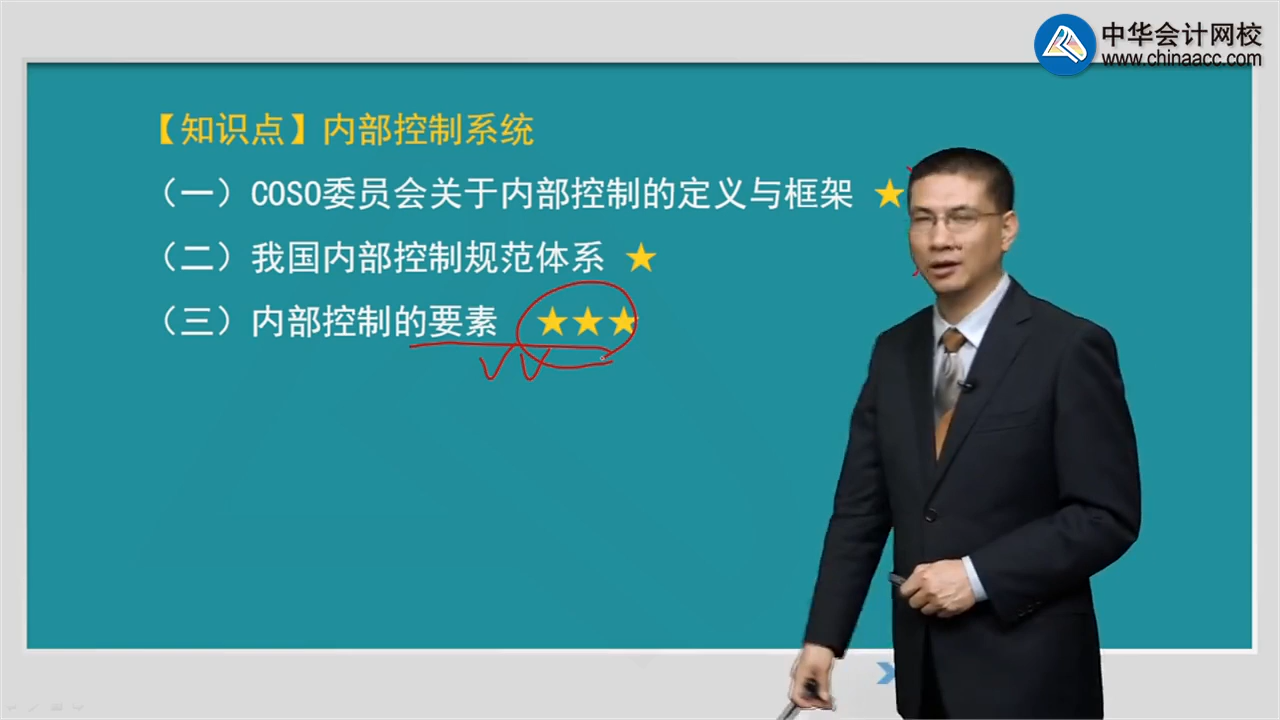 中华会计网校
www.chinaacc.com
【知识点】内部控制系统
（一）COSO委员会关于内部控制的定义与框架 ★
（二）我国内部控制规范体系 ★
（三）内部控制的要素 ★★★